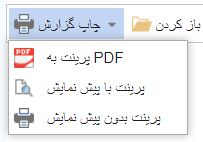 باز کردن
چاپ گزارش
پرینت به PDF
پرینت با پیش نمایش
پرینت بدون پیش نمایش